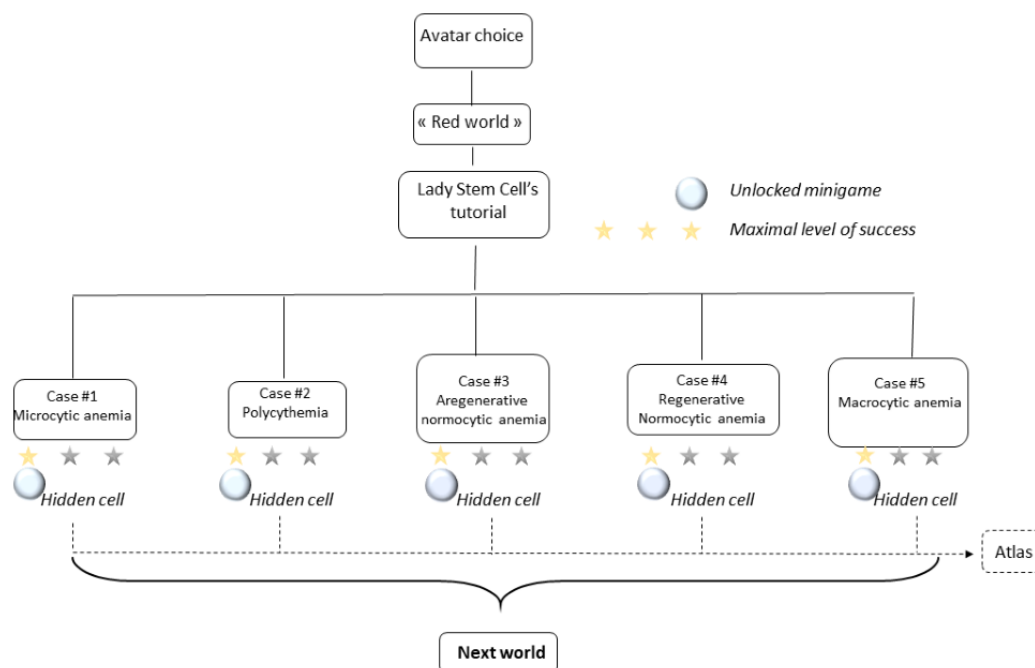 Avatar choice
« Red world »
Lady Stem Cell's
tutorial
Unlocked minigame
Maximal level of success
Case #1
Microcytic anemia
Case #2
Polycythemia
Case #3
Aregenerative
normocytic anemia
Case #4
Regenerative
Normocytic anemia
Case #5
Macrocytic anemia
Hidden cell
Hidden cell
Hidden cell
Hidden cell
Hidden cell
Atlas
Next world